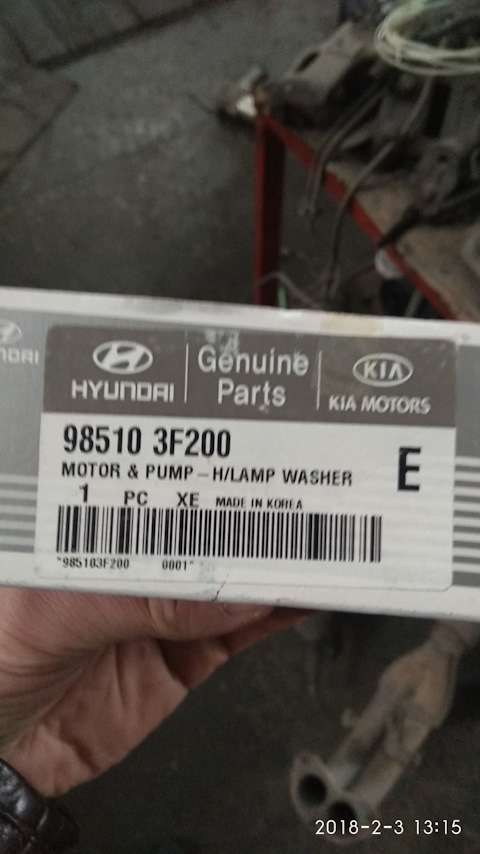 NDAI
HYUNDAI
Genuine
Parts
KIA
KIA MOTORS
98510 3F200
MOTOR & PUMP - H/LAMP WASHER
E
1 PC XE MADE IN KOREA
*985103F200 0001*
2018-2-3 13:15